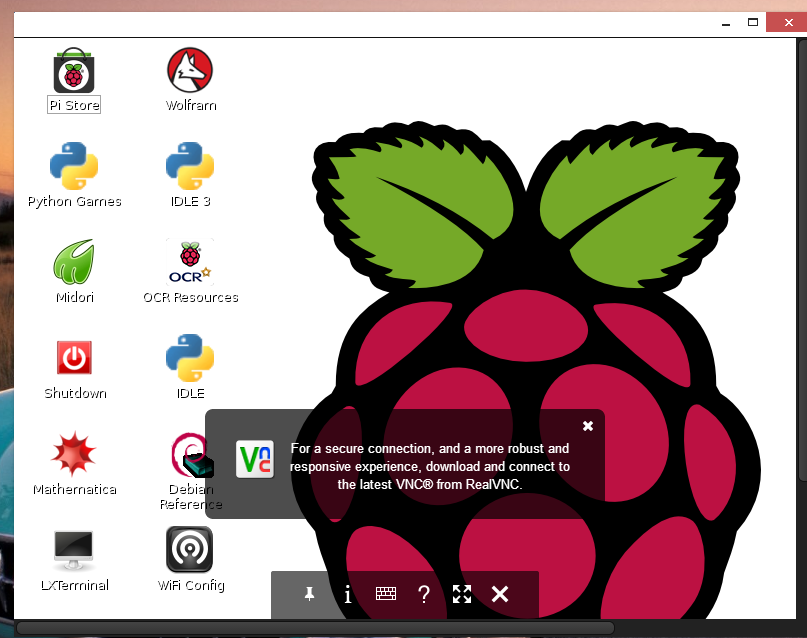 Pi Store
Wolfram
Python Games
IDLE 3
Midori
OCR
OCR Resources
Shutdown
IDLE
Mathematica
Debian
Reference
LXTerminal
WiFi Config
Vnc
For a secure connection, and a more robust and
responsive experience, download and connect to
the latest VNC® from RealVNC.
i
?